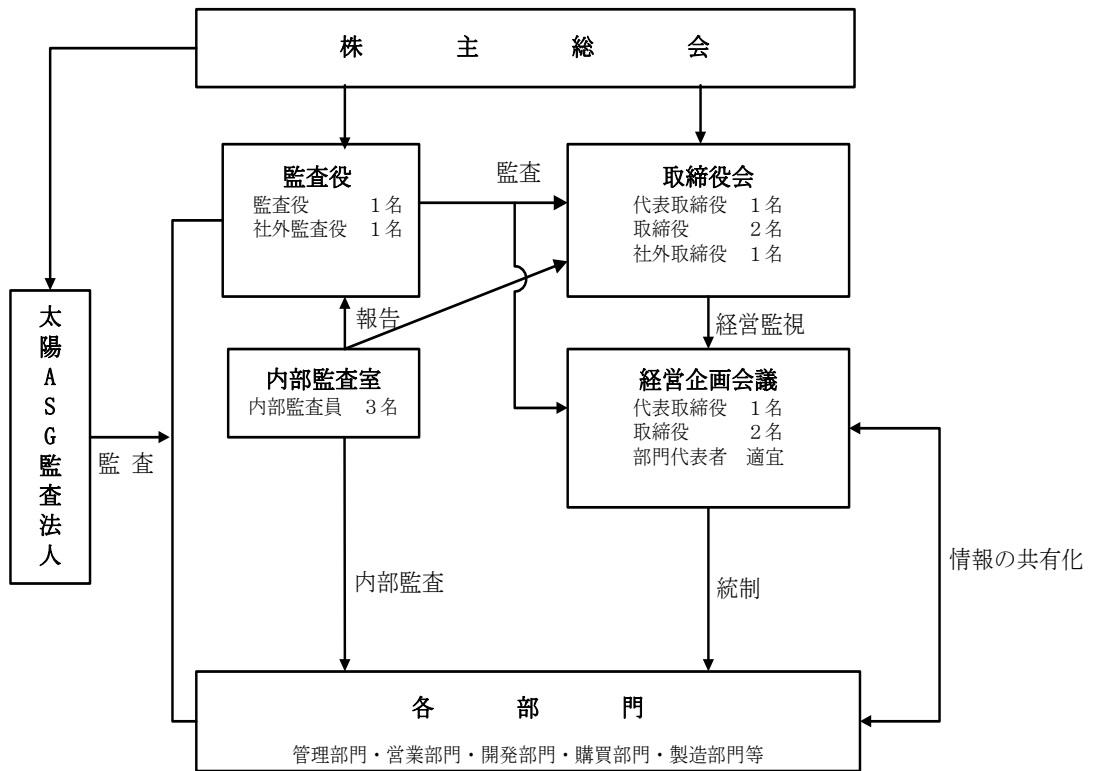 株主総会
監査役
監査役 1名
社外監査役 1名
監査
取締役会
代表取締役 1名
取締役 2名
社外取締役 1名
報告
経営監視
太陽ASG監査法人
監査
内部監査室
内部監査員 3名
経営企画会議
代表取締役 1名
取締役 2名
部門代表者 適宜
内部監査
統制
情報の共有化
各部門
管理部門・営業部門・開発部門・購買部門・製造部門等